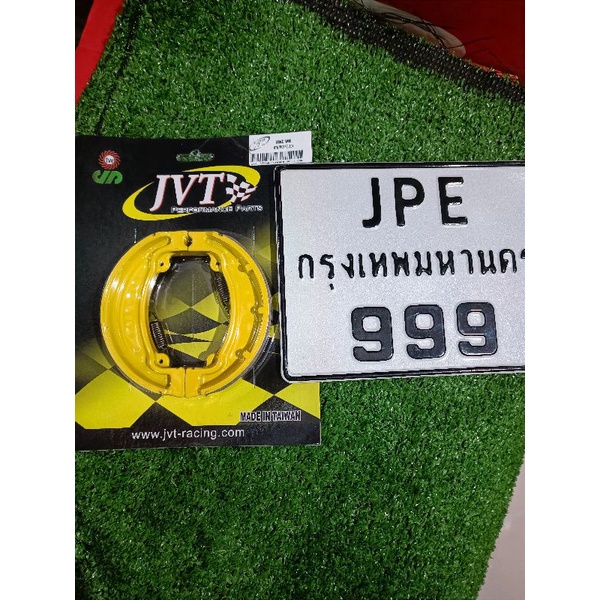 JVT
PERFORMANCE PARTS
MADE IN TAIWAN
www.jvt-racing.com
JPE
กรุงเทพมหานคร
999